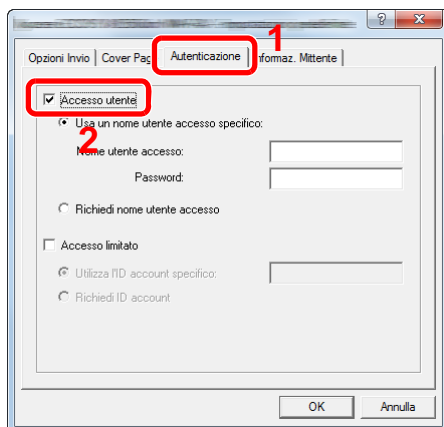 1
Opzioni Invio Cover Pag Autenticazione nformaz. Mittente
Accesso utente
Usa un nome utente accesso specifico:
2
Nome utente accesso:
Password:
Richiedi nome utente accesso
Accesso limitato
Utilizza l'ID account specifico:
Richiedi ID account
OK Annulla